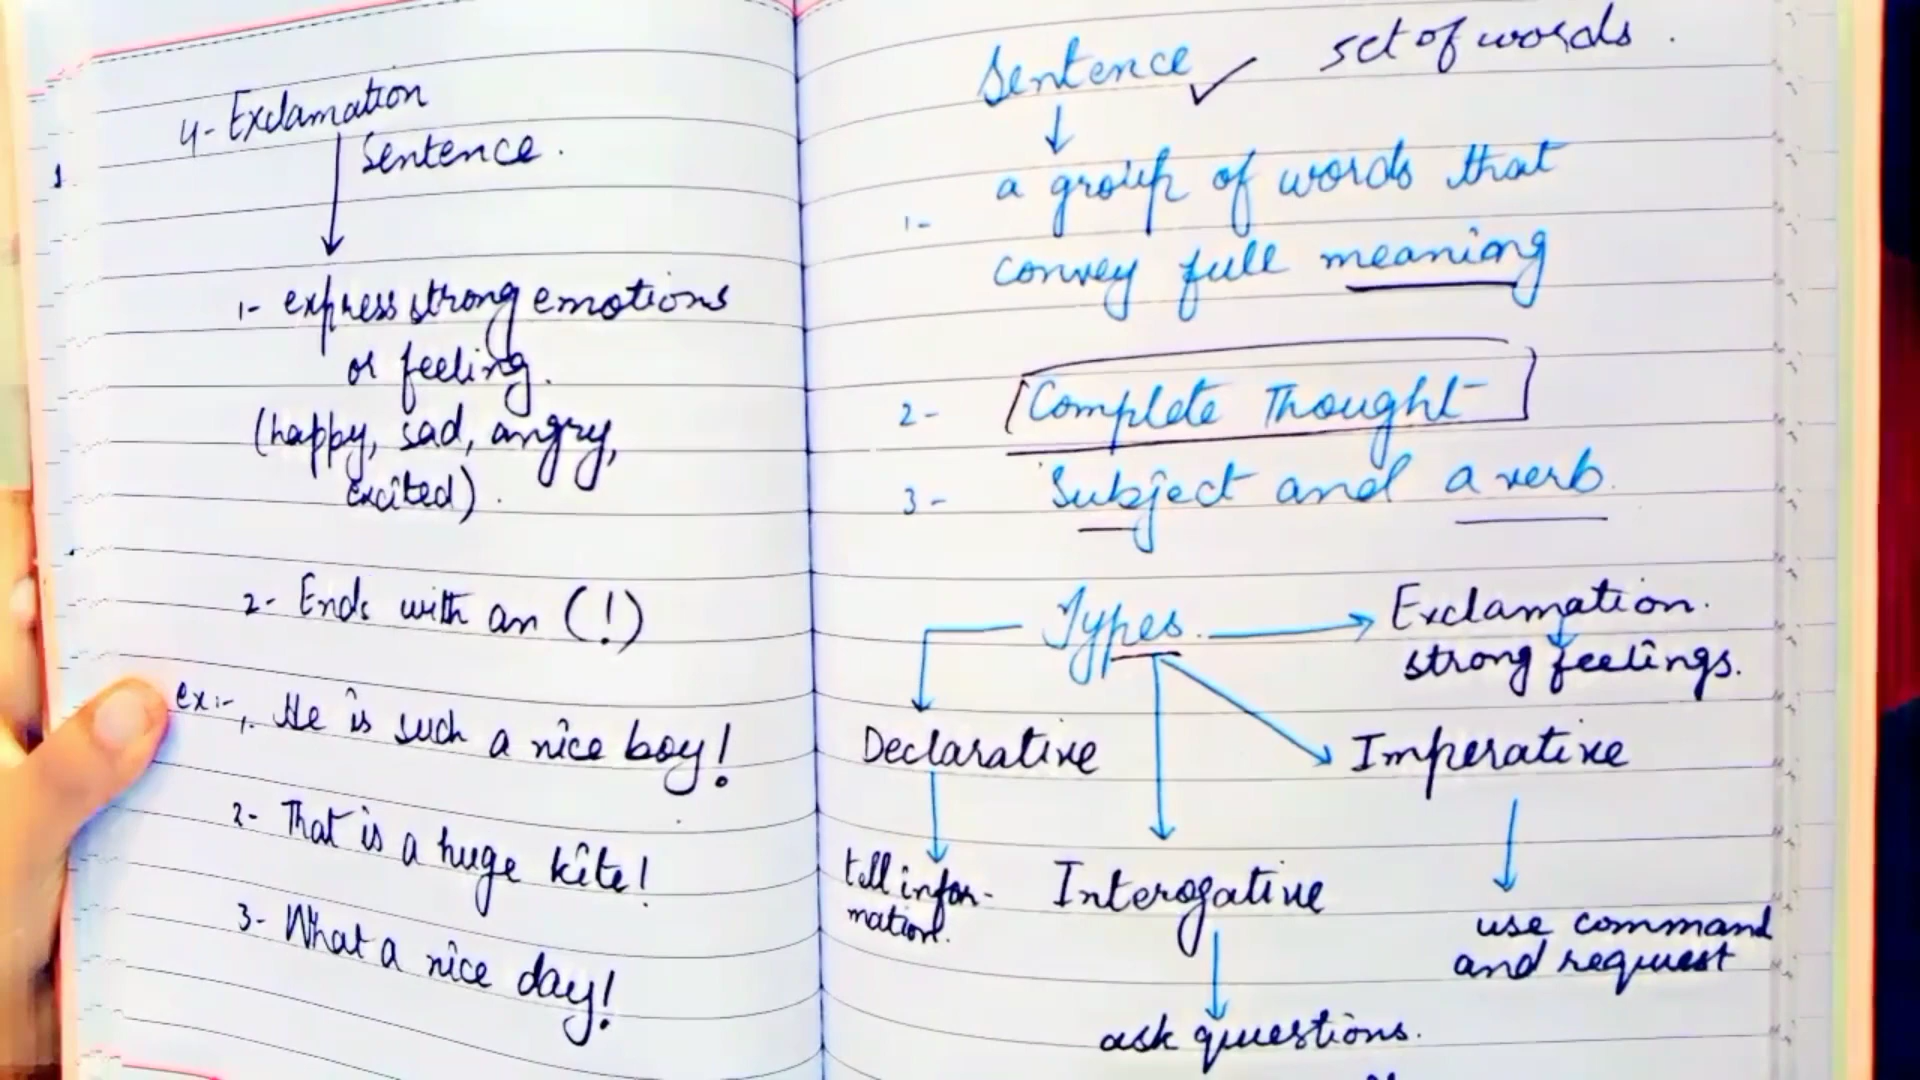 4- Exclamation
Sentence.
1- express strong emotions
or feeling.
(happy, sad, angry,
excited).
2- Ends with an (!)
ex:- 1. He is such a nice boy!
2- That is a huge kite!
3- What a nice day!
Sentence ✓ set of words.
a group of words that
1-
convey full meaning
2- Complete Thought
3- Subject and a verb.
Types. Exclamation.
strong feelings.
Declarative Imperative
tell infor-
mation.
Interogative
use command
and request
ask questions.